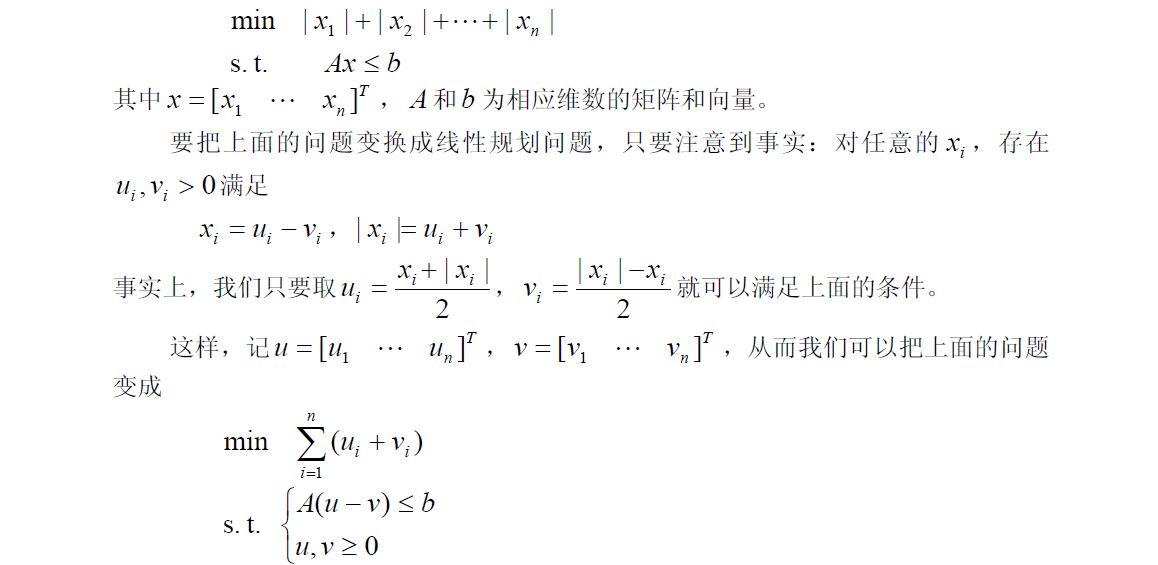 min |x₁|+|x₂|+⋯+|xₙ|
s.t. Ax ≤ b
其中 x = [x₁ ⋯ xₙ]ᵀ，A 和 b 为相应维数的矩阵和向量。
要把上面的问题变换成线性规划问题，只要注意到事实：对任意的 xᵢ，存在
uᵢ, vᵢ > 0 满足
xᵢ = uᵢ − vᵢ，|xᵢ| = uᵢ + vᵢ
事实上，我们只要取 uᵢ = (xᵢ+|xᵢ|)/2，vᵢ = (|xᵢ|−xᵢ)/2 就可以满足上面的条件。
这样，记 u = [u₁ ⋯ uₙ]ᵀ，v = [v₁ ⋯ vₙ]ᵀ，从而我们可以把上面的问题
变成
min ∑ᵢ₌₁ⁿ (uᵢ + vᵢ)
s.t. { A(u − v) ≤ b
u, v ≥ 0